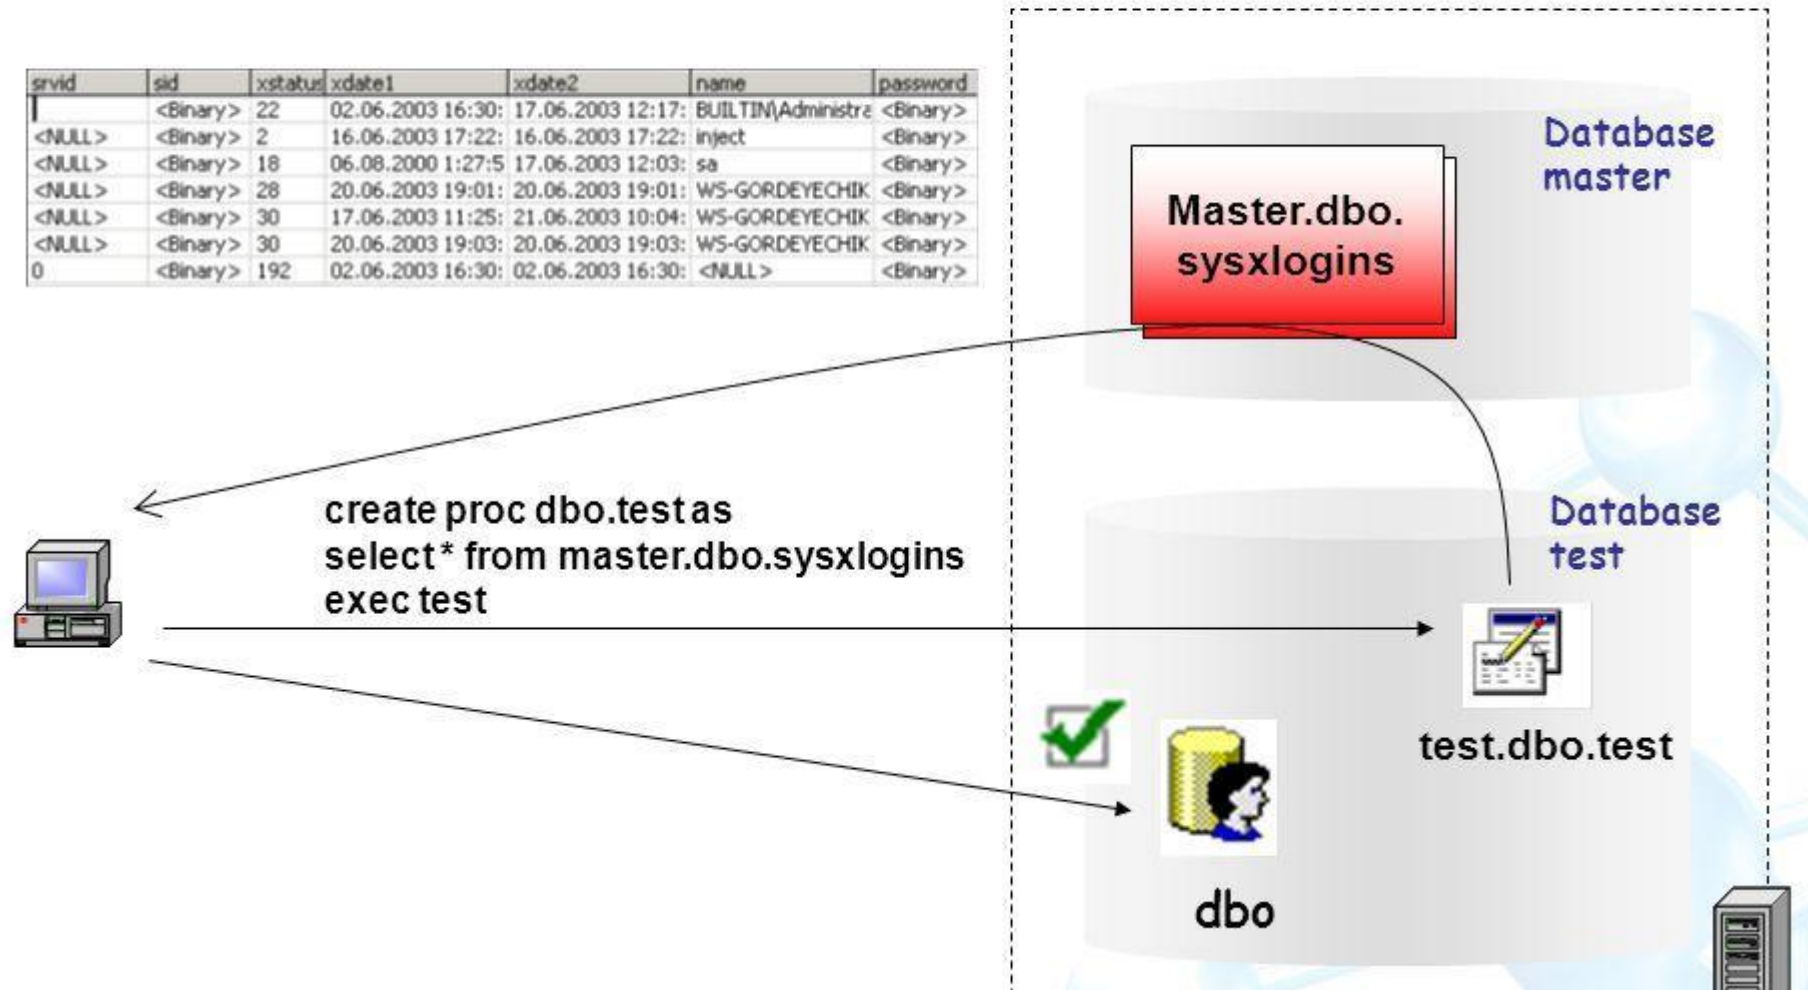 srvid sid xstatus xdate1 xdate2 name password
<Binary> 22 02.06.2003 16:30: 17.06.2003 12:17: BUILTIN\Administra <Binary>
<NULL> <Binary> 2 16.06.2003 17:22: 16.06.2003 17:22: inject <Binary>
<NULL> <Binary> 18 06.08.2000 1:27:5 17.06.2003 12:03: sa <Binary>
<NULL> <Binary> 28 20.06.2003 19:01: 20.06.2003 19:01: WS-GORDEYECHIK <Binary>
<NULL> <Binary> 30 17.06.2003 11:25: 21.06.2003 10:04: WS-GORDEYECHIK <Binary>
<NULL> <Binary> 30 20.06.2003 19:03: 20.06.2003 19:03: WS-GORDEYECHIK <Binary>
0 <Binary> 192 02.06.2003 16:30: 02.06.2003 16:30: <NULL> <Binary>
Database
master
Master.dbo.
sysxlogins
create proc dbo.test as
select * from master.dbo.sysxlogins
exec test
Database
test
test.dbo.test
dbo